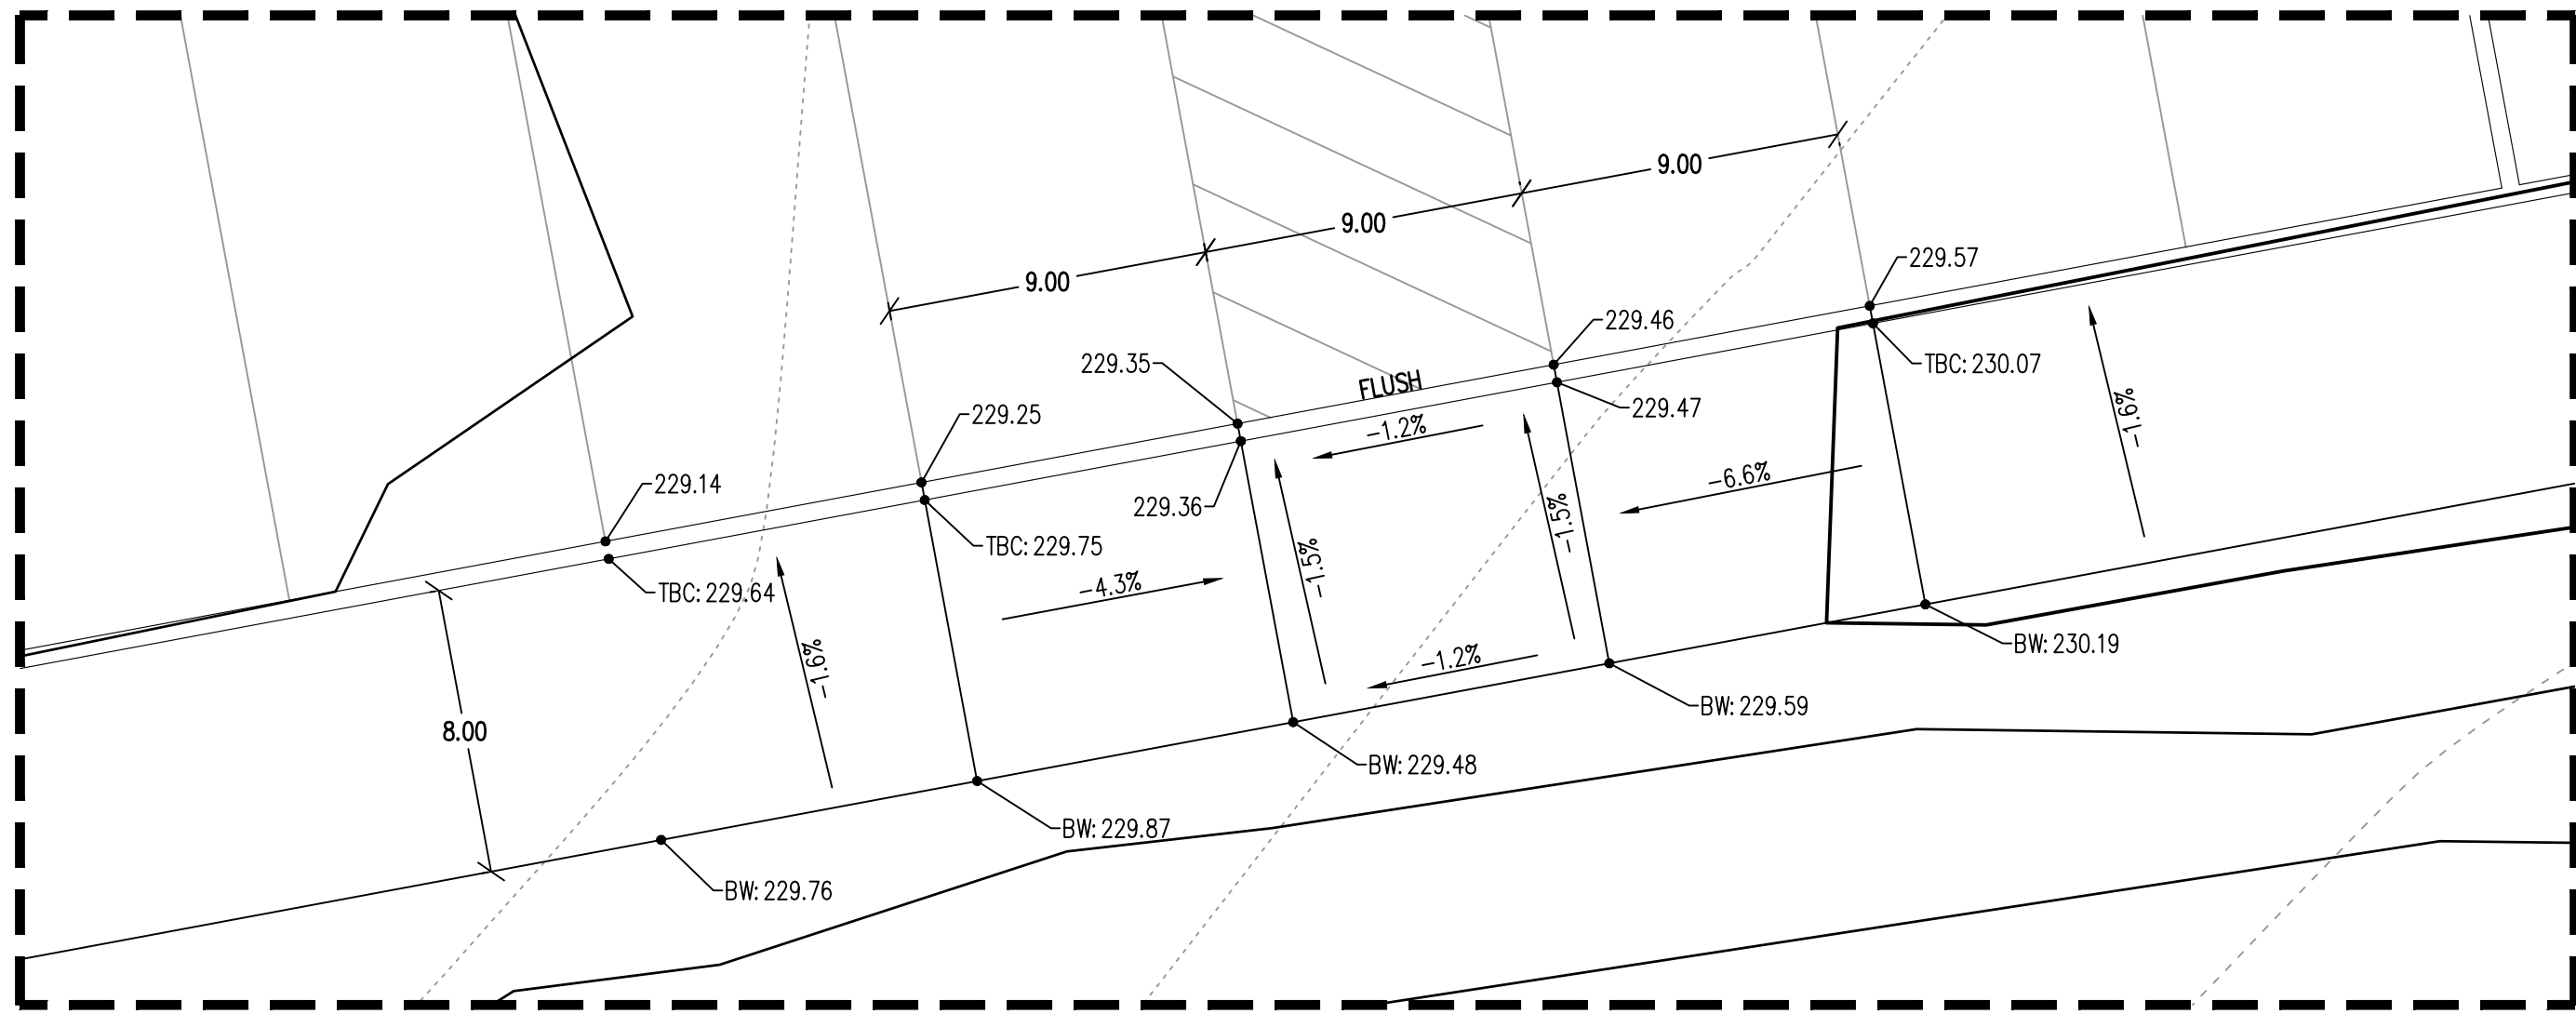 9.00
9.00
9.00
229.57
229.46
229.35
TBC: 230.07
FLUSH
229.47
229.25
-1.2%
-1.6%
229.14
-6.6%
229.36
-1.5%
TBC: 229.75
-1.5%
TBC: 229.64
-4.3%
BW: 230.19
-1.6%
-1.2%
BW: 229.59
8.00
BW: 229.48
BW: 229.87
BW: 229.76